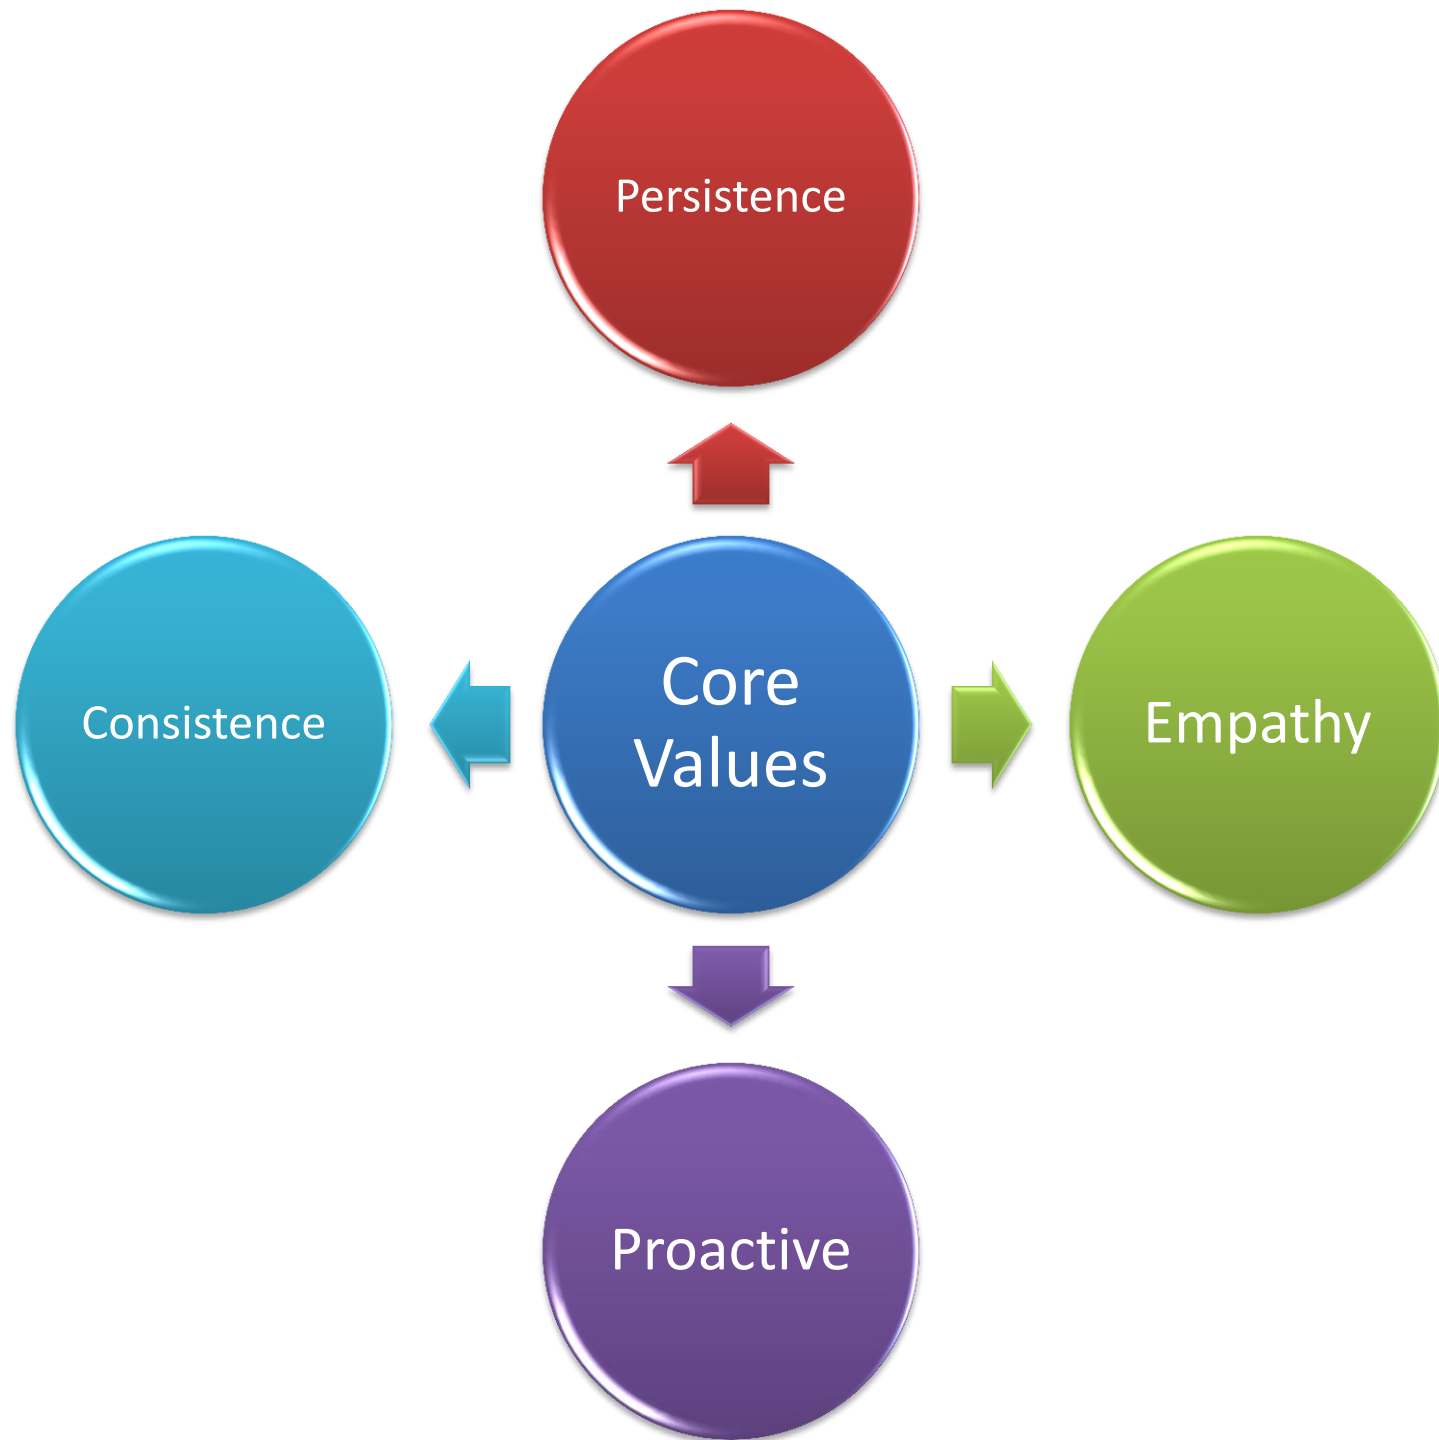 Persistence
Consistence
Core
Values
Empathy
Proactive